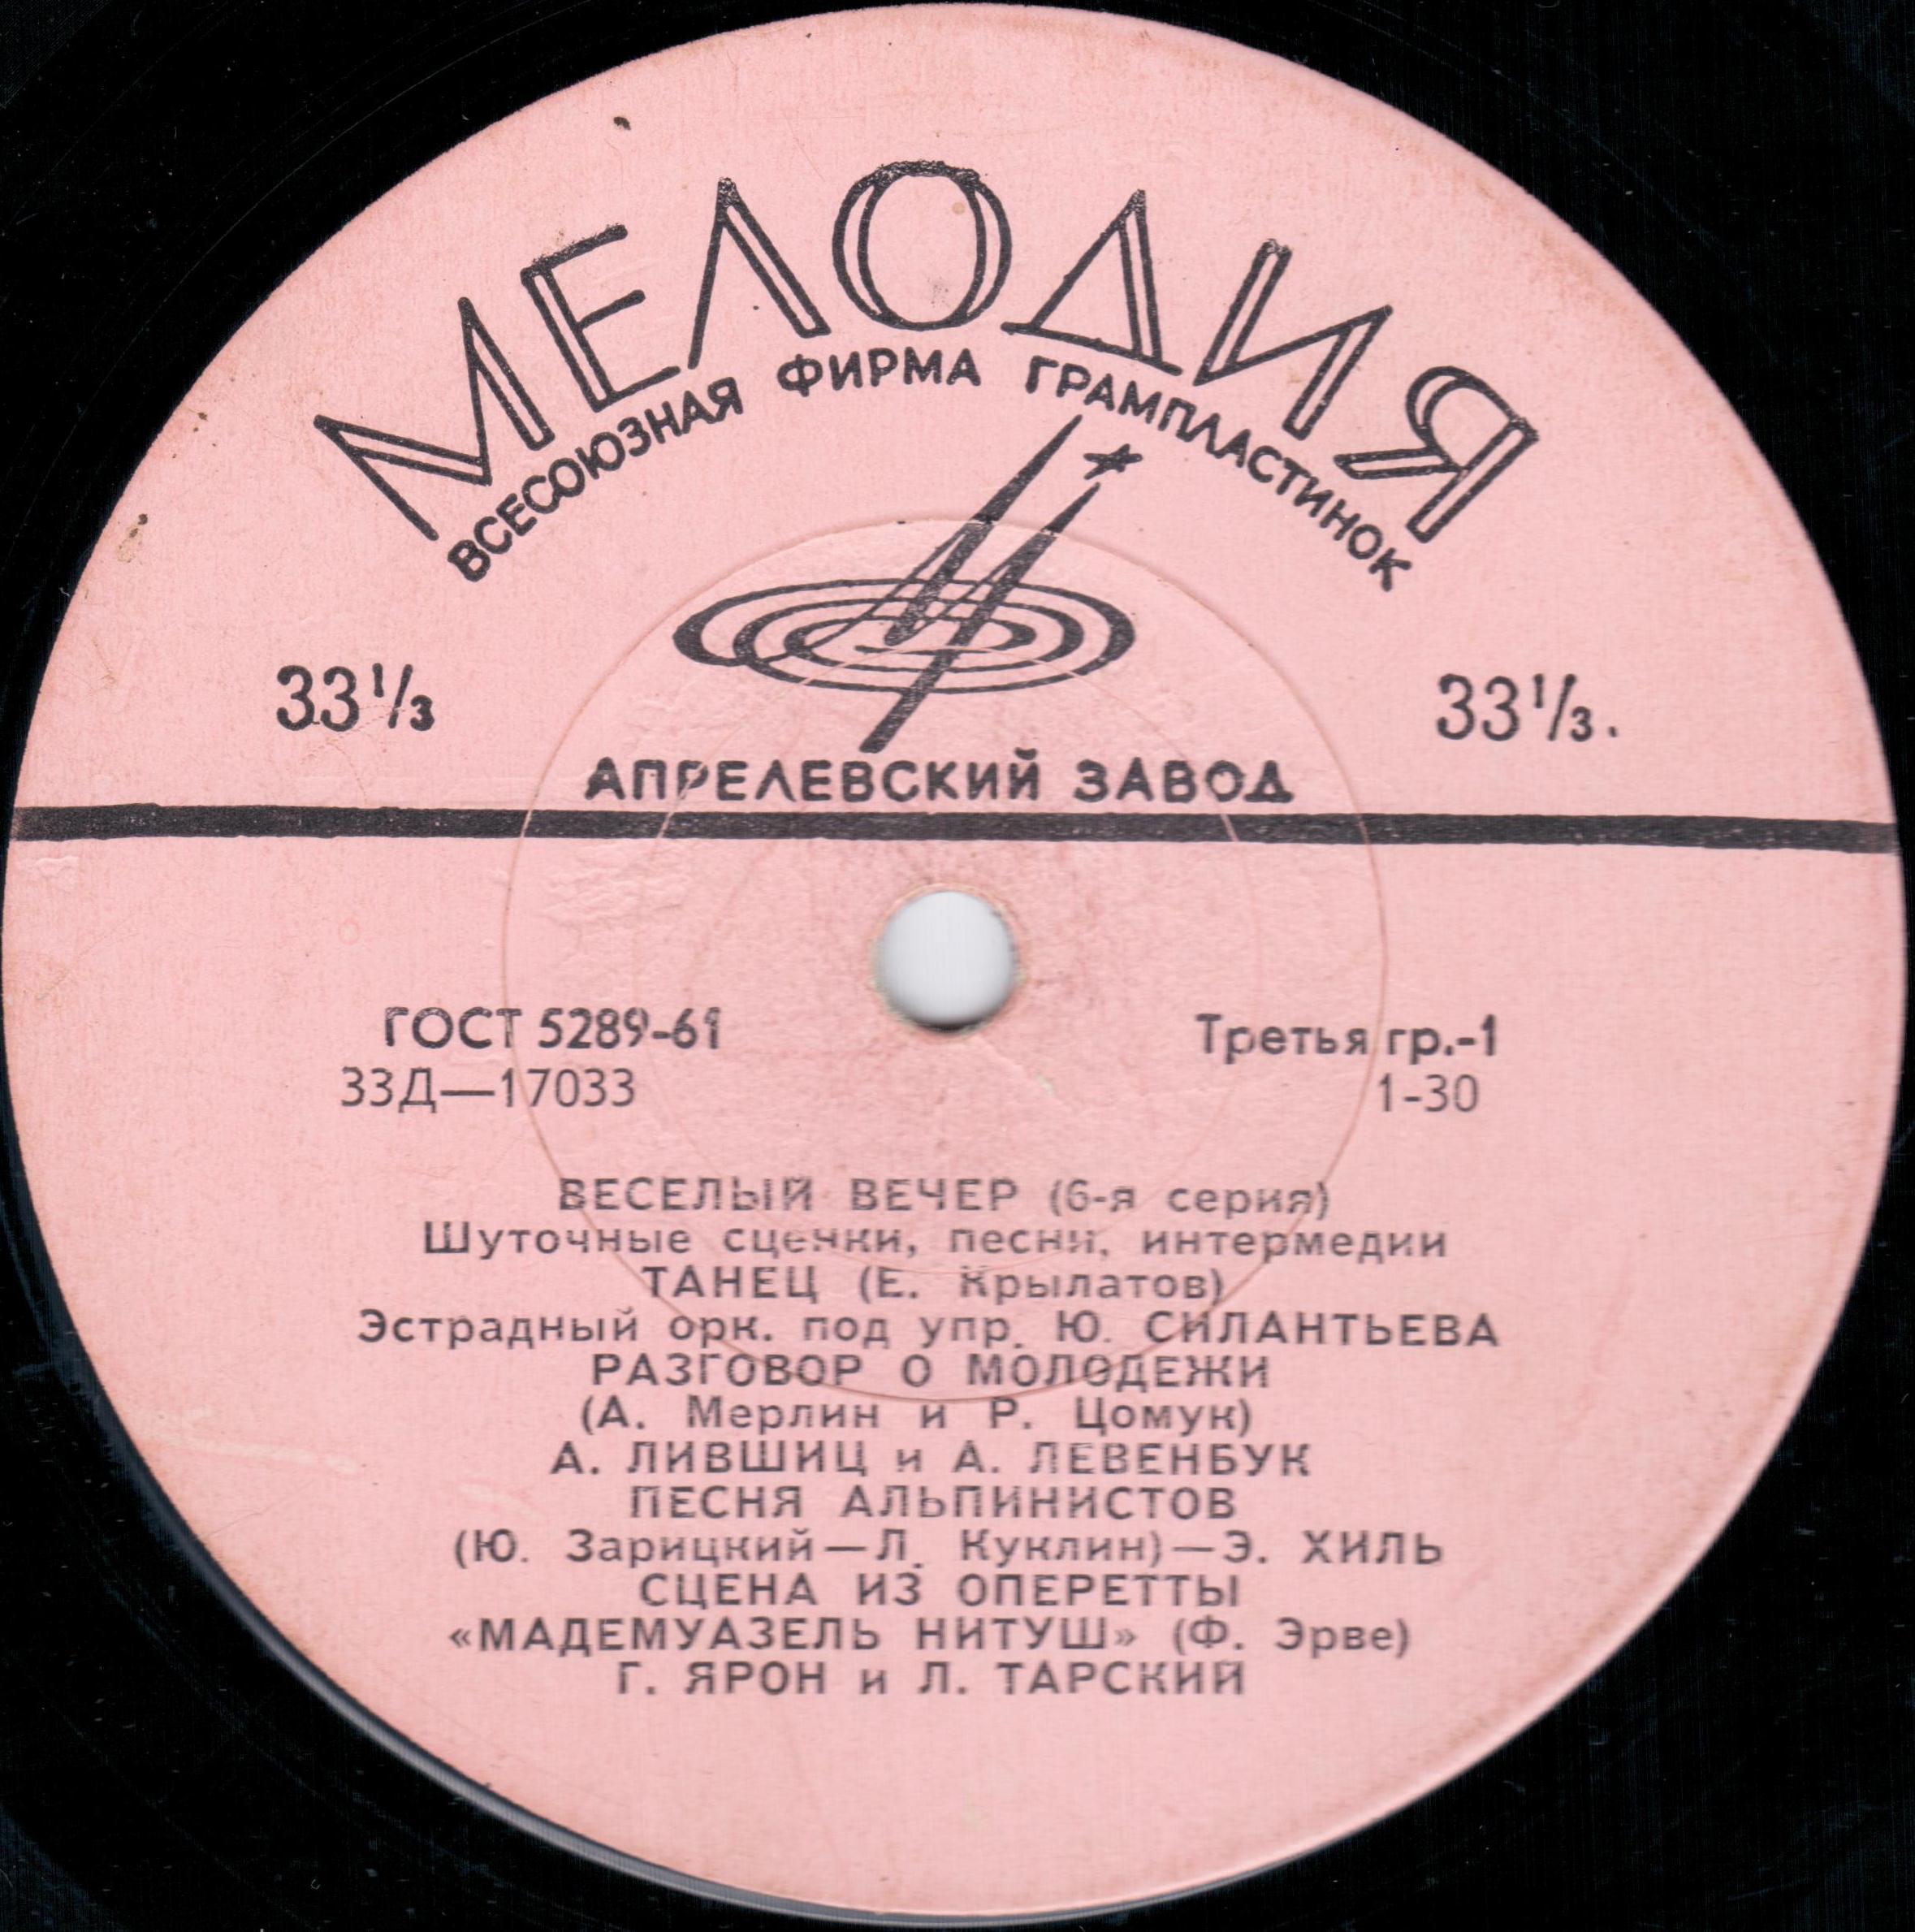 МЕЛОДИЯ
ВСЕСОЮЗНАЯ ФИРМА ГРАМПЛАСТИНОК
33⅓ 33⅓.
АПРЕЛЕВСКИЙ ЗАВОД
ГОСТ 5289-61 Третья гр.-1
33Д—17033 1-30
ВЕСЕЛЫЙ ВЕЧЕР (6-я серия)
Шуточные сценки, песни, интермедии
ТАНЕЦ (Е. Крылатов)
Эстрадный орк. под упр. Ю. СИЛАНТЬЕВА
РАЗГОВОР О МОЛОДЕЖИ
(А. Мерлин и Р. Цомук)
А. ЛИВШИЦ и А. ЛЕВЕНБУК
ПЕСНЯ АЛЬПИНИСТОВ
(Ю. Зарицкий—Л. Куклин)—Э. ХИЛЬ
СЦЕНА ИЗ ОПЕРЕТТЫ
«МАДЕМУАЗЕЛЬ НИТУШ» (Ф. Эрве)
Г. ЯРОН и Л. ТАРСКИЙ